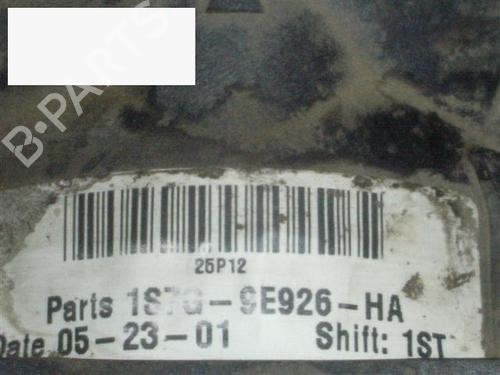 B-PARTS
25P12
Parts 1S7G-9E926-HA
Date 05-23-01 Shift: 1ST